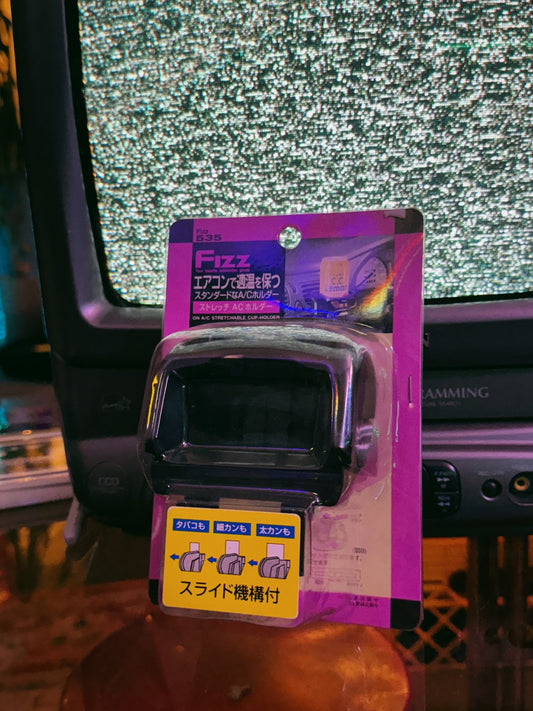 Fizz
535
FIZZ
エアコンで適温を保つ
スタンダードなA/Cホルダー
ストレッチ ACホルダー
ON A/C STRETCHABLE CUP-HOLDER
C.C.
Lemon
RAMMING
タバコも 細カンも 太カンも
スライド機構付